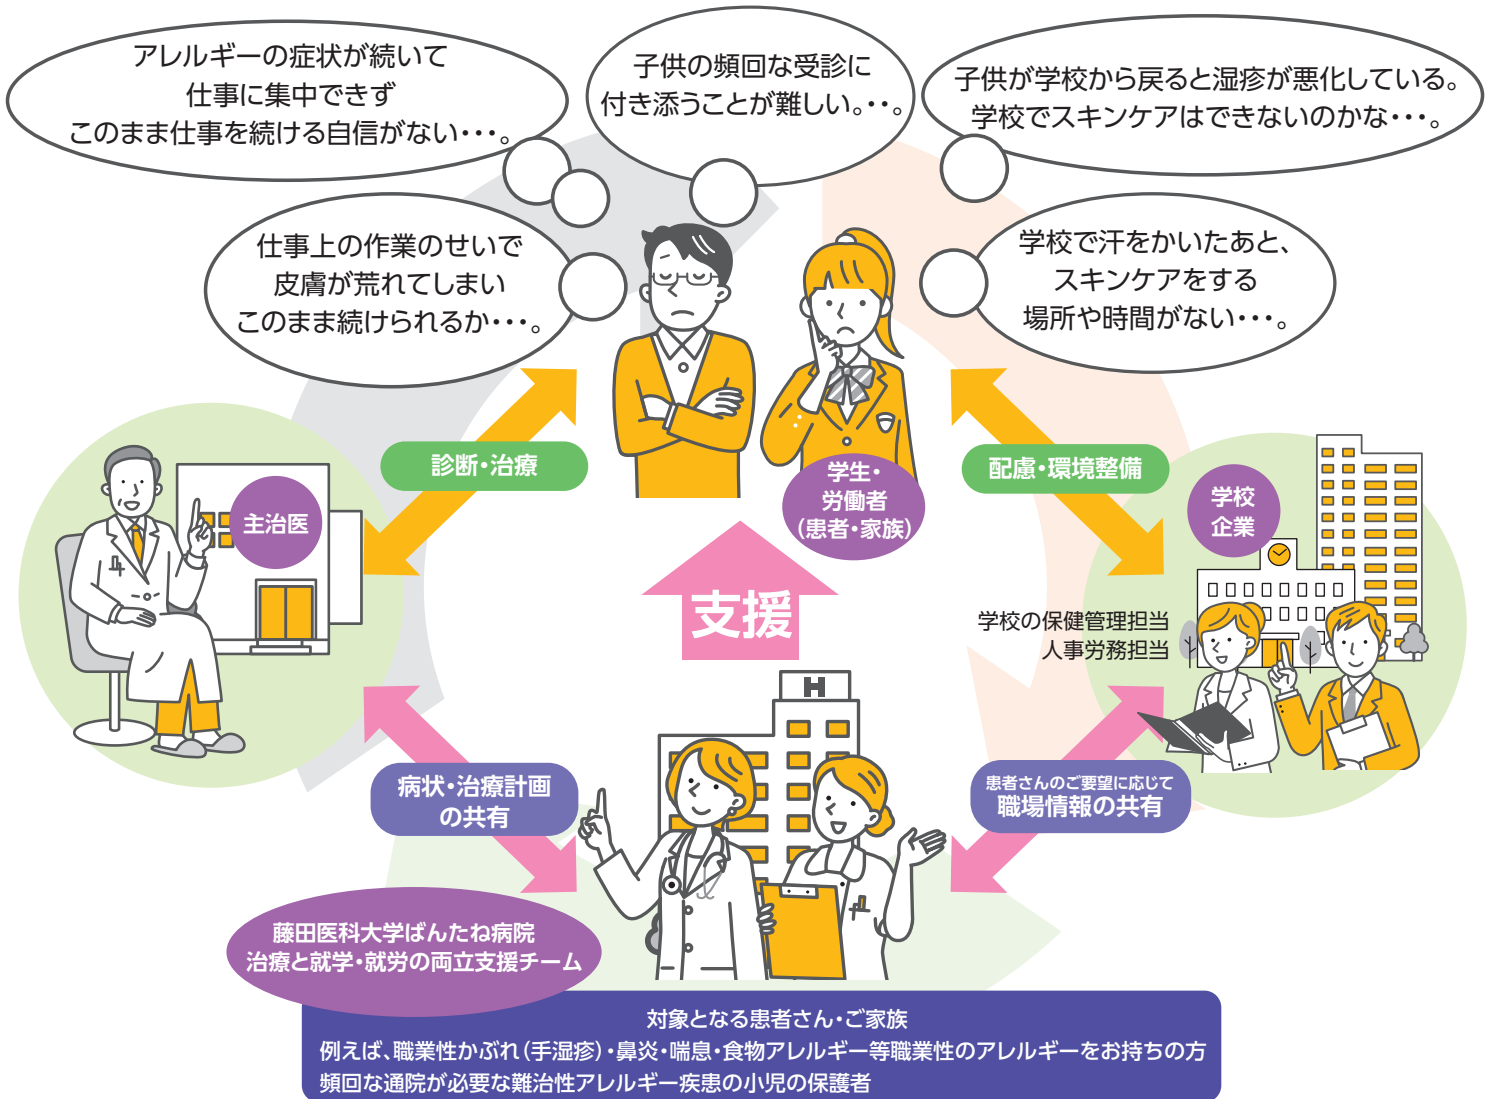 アレルギーの症状が続いて
仕事に集中できず
このまま仕事を続ける自信がない・・・。
子供の頻回な受診に
付き添うことが難しい。・・。
子供が学校から戻ると湿疹が悪化している。
学校でスキンケアはできないのかな・・・。
仕事上の作業のせいで
皮膚が荒れてしまい
このまま続けられるか・・・。
学校で汗をかいたあと、
スキンケアをする
場所や時間がない・・・。
診断・治療
学生・
労働者
(患者・家族)
配慮・環境整備
主治医
学校
企業
支援
学校の保健管理担当
人事労務担当
H
病状・治療計画
の共有
患者さんのご要望に応じて
職場情報の共有
藤田医科大学ばんたね病院
治療と就学・就労の両立支援チーム
対象となる患者さん・ご家族
例えば、職業性かぶれ(手湿疹)・鼻炎・喘息・食物アレルギー等職業性のアレルギーをお持ちの方
頻回な通院が必要な難治性アレルギー疾患の小児の保護者